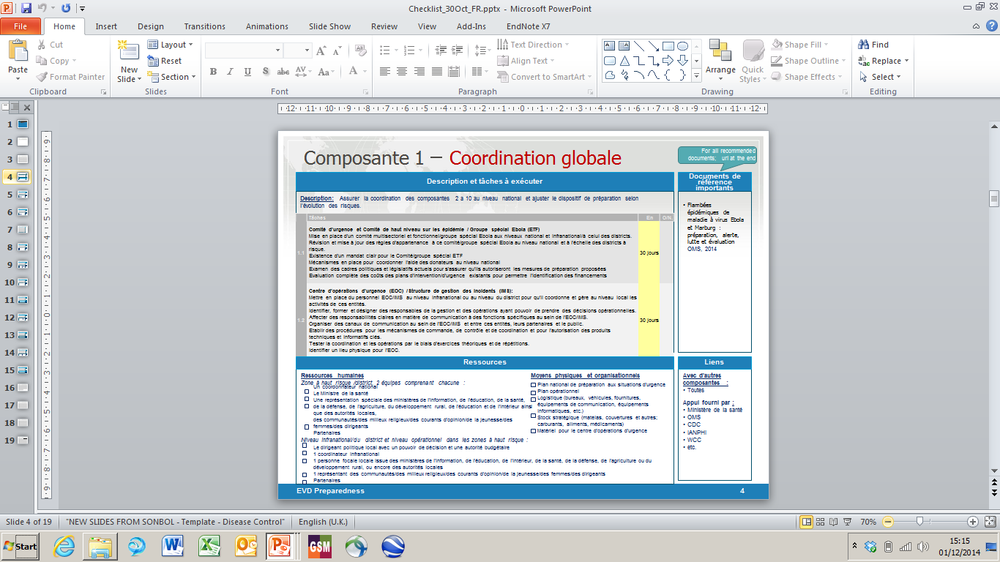 Checklist_30Oct_FR.pptx - Microsoft PowerPoint
File Home Insert Design Transitions Animations Slide Show Review View Add-Ins EndNote X7
Paste
Cut
Copy
Format Painter
Clipboard
New Slide
Layout
Reset
Section
Slides
B I U S abc AV Aa A
Font
Text Direction
Align Text
Convert to SmartArt
Paragraph
Arrange
Quick Styles
Shape Fill
Shape Outline
Shape Effects
Drawing
Find
Replace
Select
Editing
12 11 10 9 8 7 6 5 4 3 2 1 0 1 2 3 4 5 6 7 8 9 10 11 12
1
2
3
4
5
6
7
8
9
10
11
12
13
14
15
16
17
18
19
Composante 1 – Coordination globale
For all recommended
documents; url at the end
Description et tâches à exécuter
Description: Assurer la coordination des composantes 2 a 10 au niveau national et ajuster le dispositif de préparation selon
l'évolution des risques.
Tâches En O/N
1.1
Comité d'urgence et Comité de haut niveau sur les épidémie / Groupe spécial Ebola (ETF)
Mise en place d'un comité multisectoriel et fonctionnel/groupe spécial Ebola aux niveaux national et infranational/à celui des districts.
Révision et mise à jour des règles d'appartenance à ce comité/groupe spécial Ebola au niveau national et à l'échelle des districts à
risque.
Existence d'un mandat clair pour le Comité/groupe spécial ETF
Mécanismes en place pour coordonner l'aide des donateurs au niveau national
Examen des cadres politiques et législatifs actuels pour s'assurer qu'ils autoriseront les mesures de préparation proposées
Evaluation complète des coûts des plans d'intervention/d'urgence existants pour permettre l'identification des financements
30 jours
1.2
Centre d'opérations d'urgence (EOC) / Structure de gestion des incidents (IMS):
Mettre en place du personnel EOC/IMS au niveau infranational ou au niveau du district pour qu'il coordonne et gère au niveau local les
activités de ces entités.
Identifier, former et désigner des responsables de la gestion et des opérations ayant pouvoir de prendre des décisions opérationnelles.
Affecter des responsabilités claires en matière de communication à des fonctions spécifiques au sein de l'EOC/IMS.
Organiser des canaux de communication au sein de l'EOC/IMS et entre ces entités, leurs partenaires et le public.
Etablir des procédures pour les mécanismes de commande, de contrôle et de coordination et pour l'autorisation des produits
techniques et informatifs clés.
Tester la coordination et les opérations par le biais d'exercices théoriques et de répétitions.
Identifier un lieu physique pour l'EOC.
30 jours
Documents de
référence
importants
• Flambées
épidémiques de
maladie à virus Ebola
et Marburg :
préparation, alerte,
lutte et évaluation
OMS, 2014
Ressources
Ressources humaines
Zone à haut risque /district, 2 équipes comprenant chacune :
Un coordonnateur national
Le Ministre de la santé
Une représentation spéciale des ministères de l'information, de l'éducation, de la santé,
de la défense, de l'agriculture, du développement rural, de l'éducation et de l'intérieur ainsi
que des autorités locales,
des communautés/des milieux religieux/des courants d'opinion/de la jeunesse/des
femmes/des dirigeants
Partenaires
Niveau infranational/du district et niveau opérationnel dans les zones à haut risque :
Le dirigeant politique local avec un pouvoir de décision et une autorité budgétaire
1 coordinateur infranational
1 personne focale locale issue des ministères de l'information, de l'éducation, de l'intérieur, de la santé, de la défense, de l'agriculture ou du
développement rural, ou encore des autorités locales
1 représentant des communautés/des milieux religieux/des courants d'opinion/de la jeunesse/des femmes/des dirigeants
Partenaires
Moyens physiques et organisationnels
Plan national de préparation aux situations d'urgence
Plan opérationnel
Logistique (bureaux, véhicules, fournitures,
équipements de communication, équipements
informatiques, etc.)
Stock stratégique (matelas, couvertures et autres;
carburants, aliments, médicaments)
Matériel pour le centre d'opérations d'urgence
Liens
Avec d'autres
composantes :
• Toutes
Appui fourni par :
• Ministère de la santé
• OMS
• CDC
• IANPHI
• WCC
• etc.
EVD Preparedness 4
Slide 4 of 19 "NEW SLIDES FROM SONBOL - Template - Disease Control" English (U.K.) 70%
Start
GSM
15:15
01/12/2014